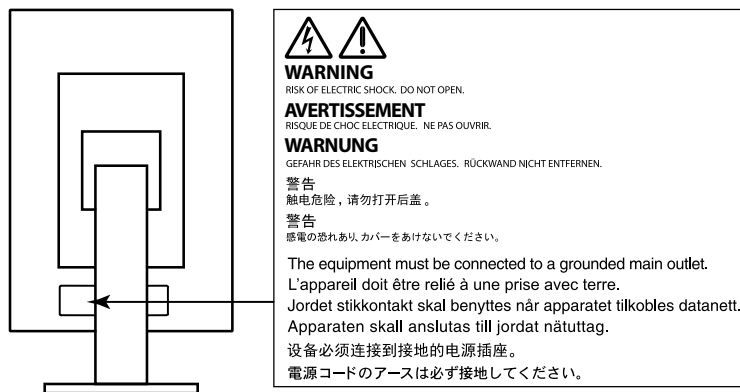 WARNING
RISK OF ELECTRIC SHOCK. DO NOT OPEN.
AVERTISSEMENT
RISQUE DE CHOC ELECTRIQUE. NE PAS OUVRIR.
WARNUNG
GEFAHR DES ELEKTRISCHEN SCHLAGES. RÜCKWAND NICHT ENTFERNEN.
警告
触电危险，请勿打开后盖。
警告
感電の恐れあり、カバーをあけないでください。
The equipment must be connected to a grounded main outlet.
L'appareil doit être relié à une prise avec terre.
Jordet stikkontakt skal benyttes når apparatet tilkobles datanett.
Apparaten skall anslutas till jordat nätuttag.
设备必须连接到接地的电源插座。
電源コードのアースは必ず接地してください。